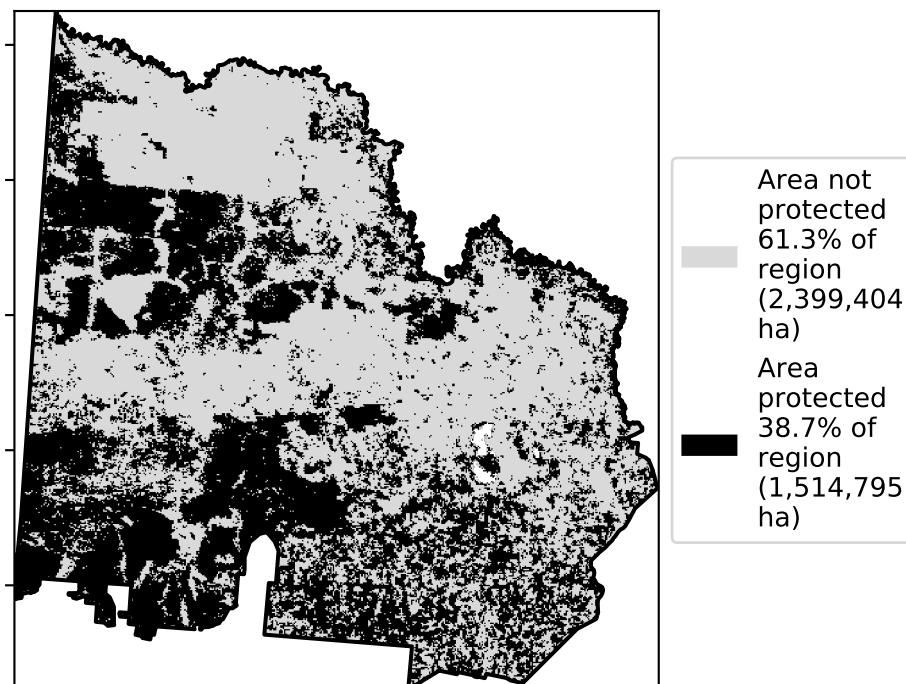 Area not
protected
61.3% of
region
(2,399,404
ha)
Area
protected
38.7% of
region
(1,514,795
ha)